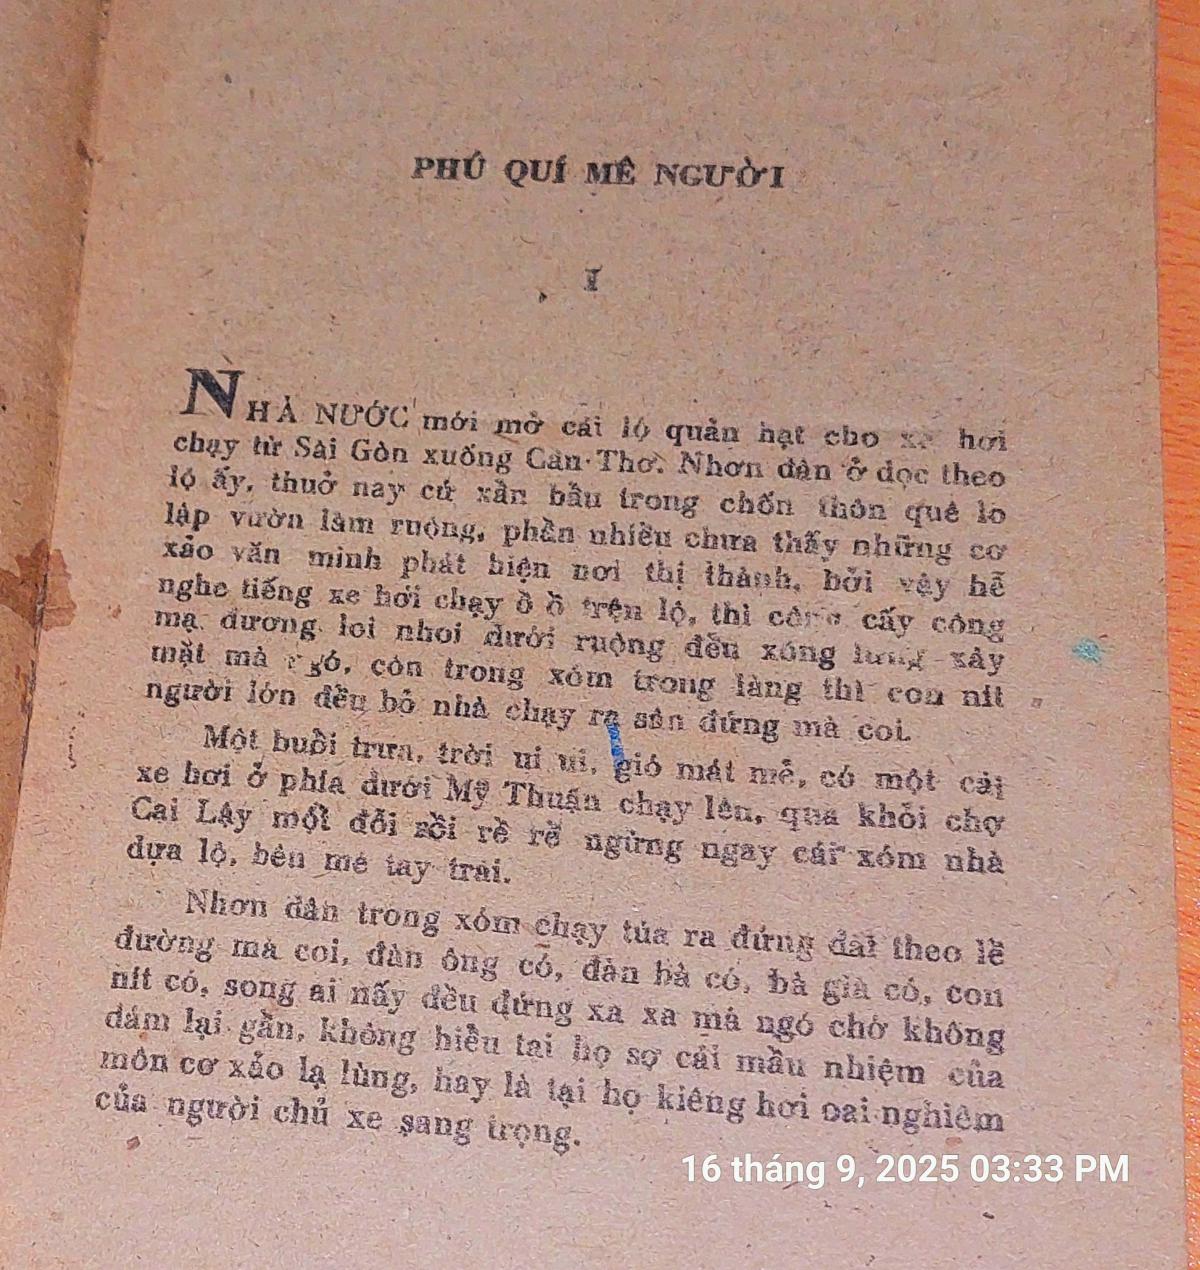 PHÚ QUÍ MÊ NGƯỜI
I
NHÀ NƯỚC mới mở cái lộ quản hạt cho xe hơi
chạy từ Sài Gòn xuống Cần Thơ. Nhơn dân ở dọc theo
lộ ấy, thuở nay cứ xẩn bẩn trong chốn thôn quê lo
lập vườn làm ruộng, phần nhiều chưa thấy những cơ
xảo văn minh phát hiện nơi thị thành, bởi vậy hễ
nghe tiếng xe hơi chạy ồ ồ trên lộ, thì công cấy công
mạ đương loi nhoi dưới ruộng đều xóng lưng xây
mặt mà ngó, còn trong xóm trong làng thì con nít
người lớn đều bỏ nhà chạy ra sân đứng mà coi.
Một buổi trưa, trời ui ui, gió mát mẻ, có một cái
xe hơi ở phía dưới Mỹ Thuận chạy lên, qua khỏi chợ
Cai Lậy một đỗi rồi rề rề ngừng ngay cái xóm nhà
dựa lộ, bên mé tay trái.
Nhơn dân trong xóm chạy túa ra đứng dài theo lề
đường mà coi, đàn ông có, đàn bà có, bà già có, con
nít có, song ai nấy đều đứng xa xa mà ngó chớ không
dám lại gần, không hiểu tại họ sợ cái mầu nhiệm của
môn cơ xảo lạ lùng, hay là tại họ kiêng hơi oai nghiêm
của người chủ xe sang trọng.
16 tháng 9, 2025 03:33 PM